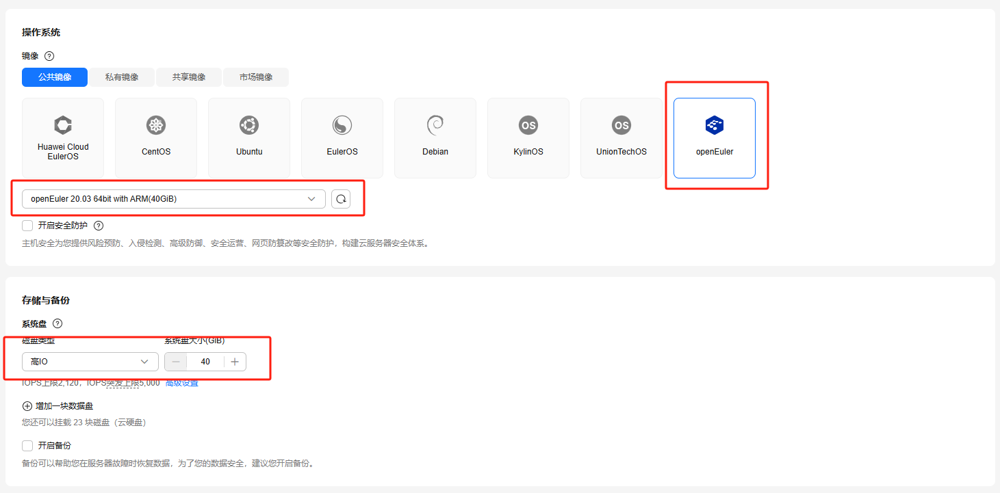 操作系统
镜像 ?
公共镜像 私有镜像 共享镜像 市场镜像
Huawei Cloud EulerOS
CentOS
Ubuntu
EulerOS
Debian
OS KylinOS
OS UnionTechOS
openEuler
openEuler 20.03 64bit with ARM(40GiB)
开启安全防护 ?
主机安全为您提供风险预防、入侵检测、高级防御、安全运营、网页防篡改等安全防护，构建云服务器安全体系。
存储与备份
系统盘 ?
磁盘类型 系统盘大小(GiB)
高IO 40
IOPS上限2,120，IOPS突发上限5,000 高级设置
增加一块数据盘
您还可以挂载 23 块磁盘（云硬盘）
开启备份
备份可以帮助您在服务器故障时恢复数据，为了您的数据安全，建议您开启备份。